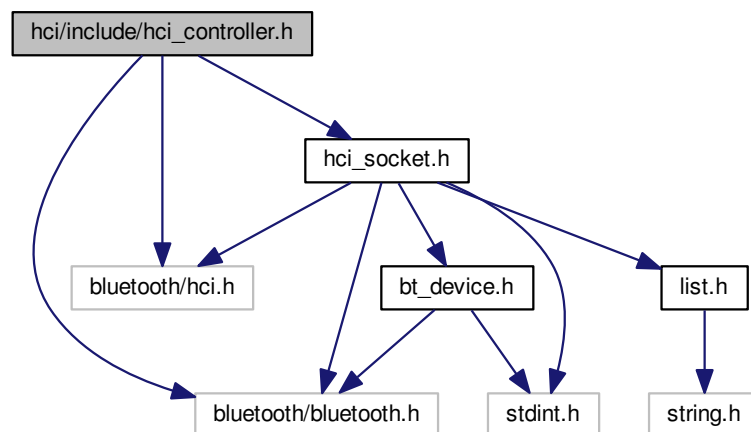 hci/include/hci_controller.h
hci_socket.h
bluetooth/hci.h
bt_device.h
list.h
bluetooth/bluetooth.h
stdint.h
string.h